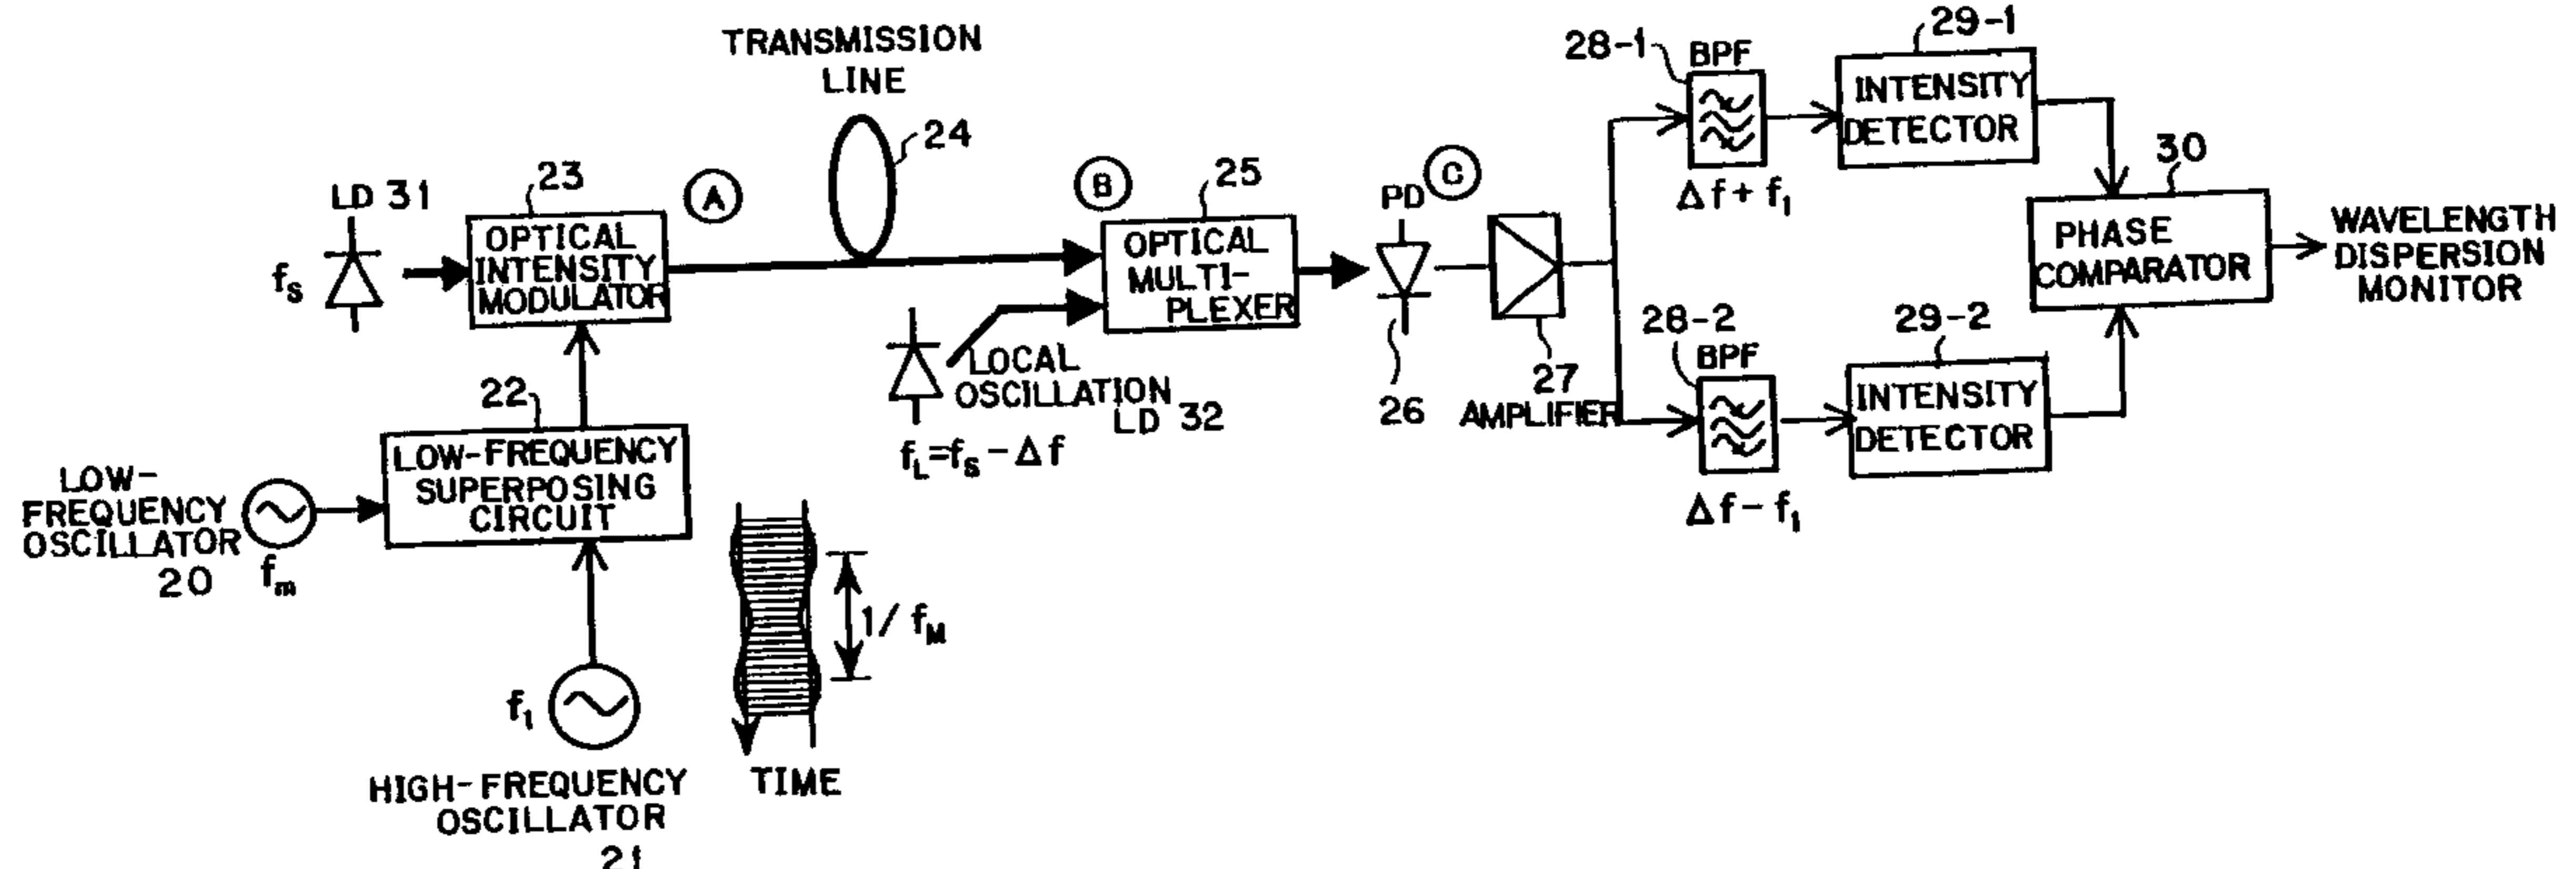 TRANSMISSION
LINE
24
LD 31
fS
23
OPTICAL
INTENSITY
MODULATOR
A
B
25
OPTICAL
MULTI-
PLEXER
LOCAL
OSCILLATION
LD 32
fL=fS-Δf
PD
C
26
27
AMPLIFIER
28-1
BPF
Δf+f1
29-1
INTENSITY
DETECTOR
28-2
BPF
Δf-f1
29-2
INTENSITY
DETECTOR
30
PHASE
COMPARATOR
WAVELENGTH
DISPERSION
MONITOR
22
LOW-FREQUENCY
SUPERPOSING
CIRCUIT
LOW-
FREQUENCY
OSCILLATOR
20
fm
f1
HIGH-FREQUENCY
OSCILLATOR
21
1/fM
TIME